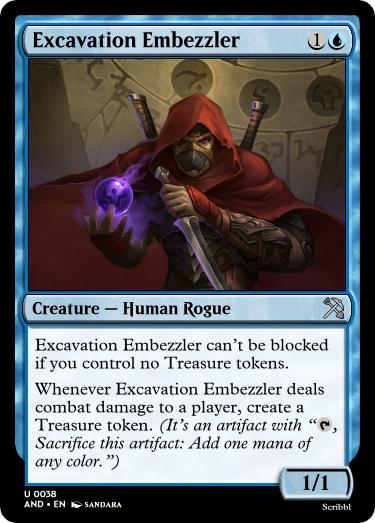 Excavation Embezzler 1
Creature — Human Rogue
Excavation Embezzler can't be blocked
if you control no Treasure tokens.
Whenever Excavation Embezzler deals
combat damage to a player, create a
Treasure token. (It's an artifact with “,
Sacrifice this artifact: Add one mana of
any color.”)
1/1
U 0038
AND • EN SANDARA
Scribbl